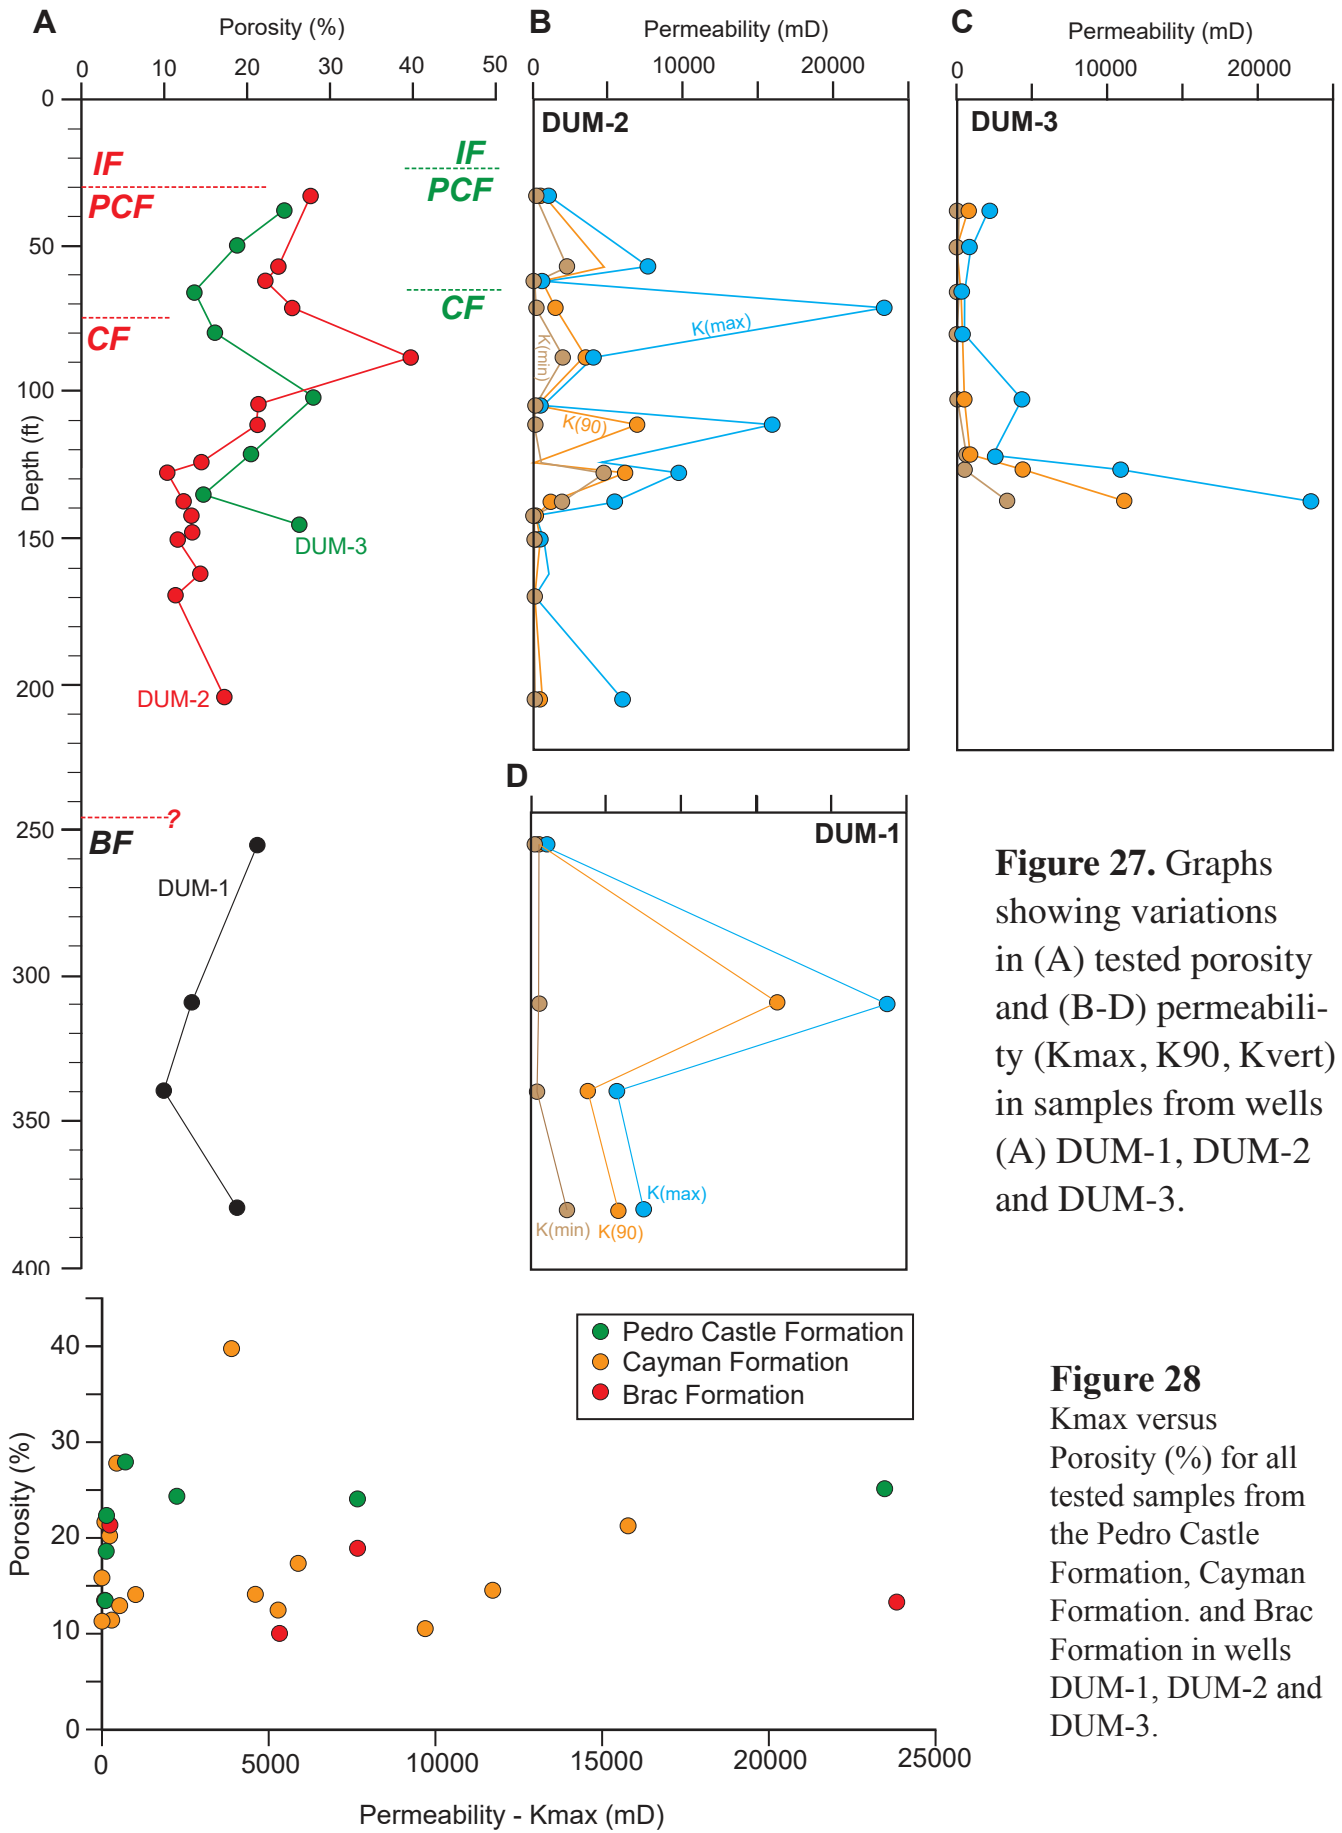 A
Porosity (%)
0 10 20 30 40 50
B
Permeability (mD)
0 10000 20000
C
Permeability (mD)
0 10000 20000
0
50
100
150
200
250
300
350
400
Depth (ft)
IF
PCF
CF
IF
PCF
CF
DUM-3
DUM-2
?
BF
DUM-1
DUM-2
K(max)
K(min)
K(90)
DUM-3
D
DUM-1
K(max)
K(min) K(90)
Figure 27. Graphs
showing variations
in (A) tested porosity
and (B-D) permeabili-
ty (Kmax, K90, Kvert)
in samples from wells
(A) DUM-1, DUM-2
and DUM-3.
Pedro Castle Formation
Cayman Formation
Brac Formation
40
30
20
10
0
Porosity (%)
0 5000 10000 15000 20000 25000
Permeability - Kmax (mD)
Figure 28
Kmax versus
Porosity (%) for all
tested samples from
the Pedro Castle
Formation, Cayman
Formation. and Brac
Formation in wells
DUM-1, DUM-2 and
DUM-3.